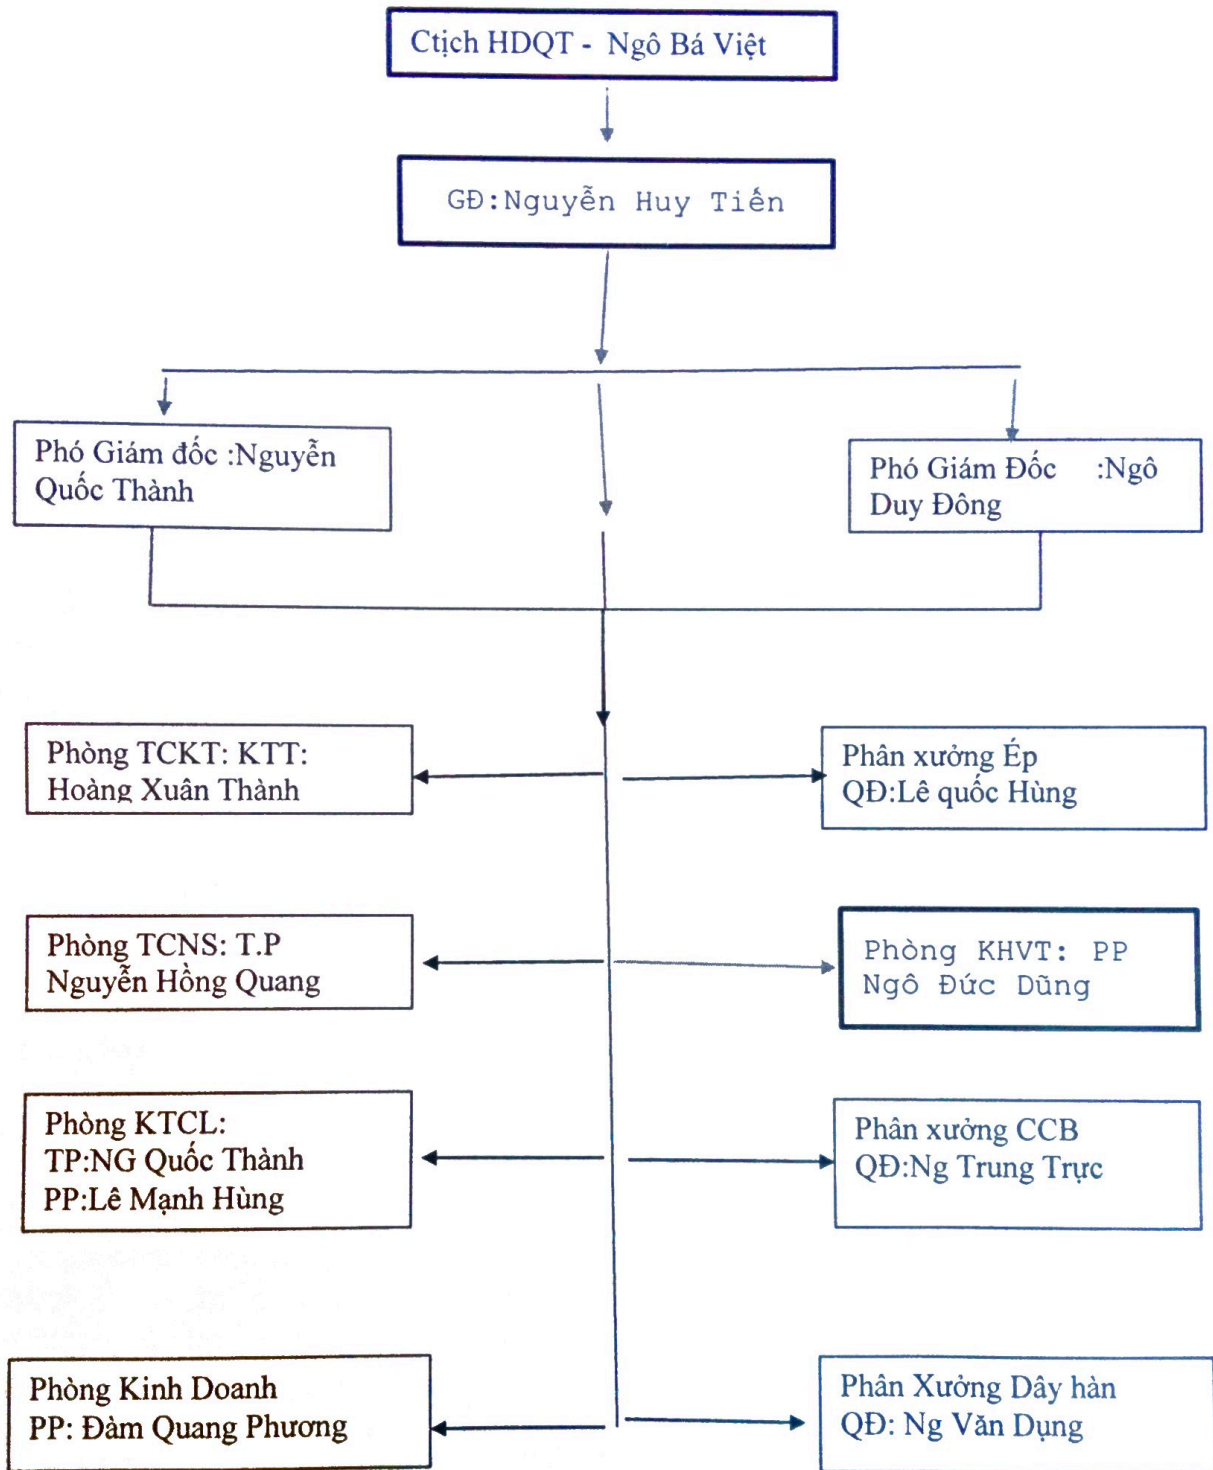 Ctịch HDQT - Ngô Bá Việt
GĐ:Nguyễn Huy Tiến
Phó Giám đốc :Nguyễn
Quốc Thành
Phó Giám Đốc :Ngô
Duy Đông
Phòng TCKT: KTT:
Hoàng Xuân Thành
Phân xưởng Ép
QĐ:Lê quốc Hùng
Phòng TCNS: T.P
Nguyễn Hồng Quang
Phòng KHVT: PP
Ngô Đức Dũng
Phòng KTCL:
TP:NG Quốc Thành
PP:Lê Mạnh Hùng
Phân xưởng CCB
QĐ:Ng Trung Trực
Phòng Kinh Doanh
PP: Đàm Quang Phương
Phân Xưởng Dây hàn
QĐ: Ng Văn Dụng